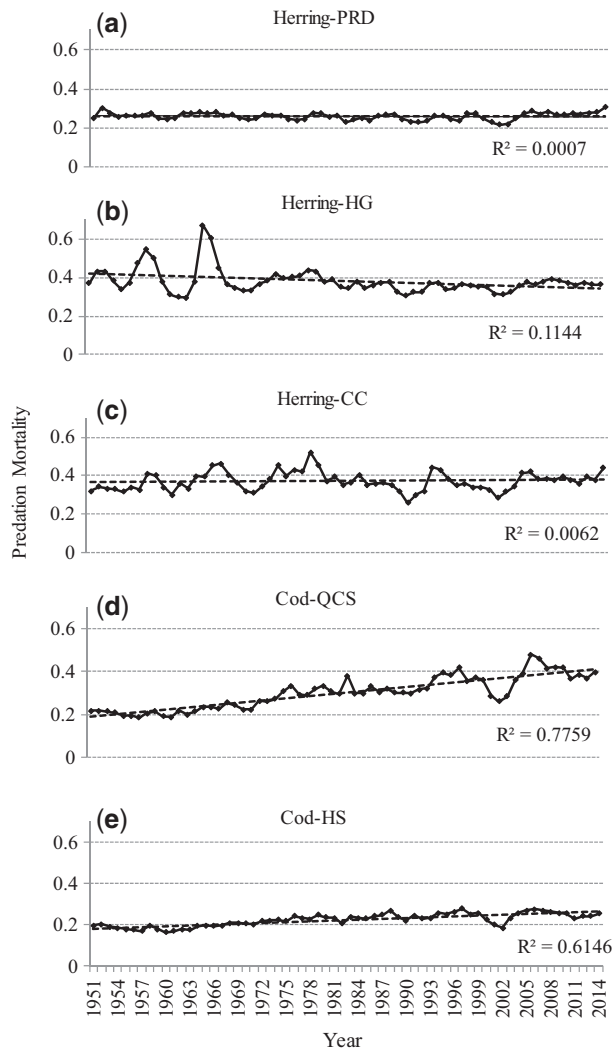 (a) Herring-PRD
0.6
0.4
0.2
0
R² = 0.0007
(b) Herring-HG
0.6
0.4
0.2
0
R² = 0.1144
(c) Herring-CC
0.6
0.4
0.2
0
R² = 0.0062
Predation Mortality
(d) Cod-QCS
0.6
0.4
0.2
0
R² = 0.7759
(e) Cod-HS
0.6
0.4
0.2
0
R² = 0.6146
1951 1954 1957 1960 1963 1966 1969 1972 1975 1978 1981 1984 1987 1990 1993 1996 1999 2002 2005 2008 2011 2014
Year